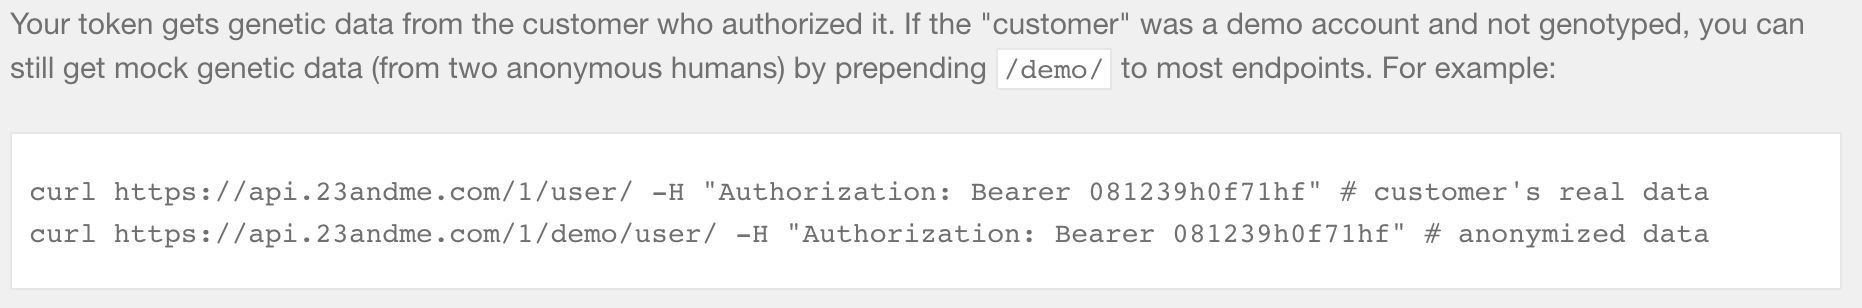 Your token gets genetic data from the customer who authorized it. If the "customer" was a demo account and not genotyped, you can
still get mock genetic data (from two anonymous humans) by prepending /demo/ to most endpoints. For example:
curl https://api.23andme.com/1/user/ -H "Authorization: Bearer 081239h0f71hf" # customer's real data
curl https://api.23andme.com/1/demo/user/ -H "Authorization: Bearer 081239h0f71hf" # anonymized data